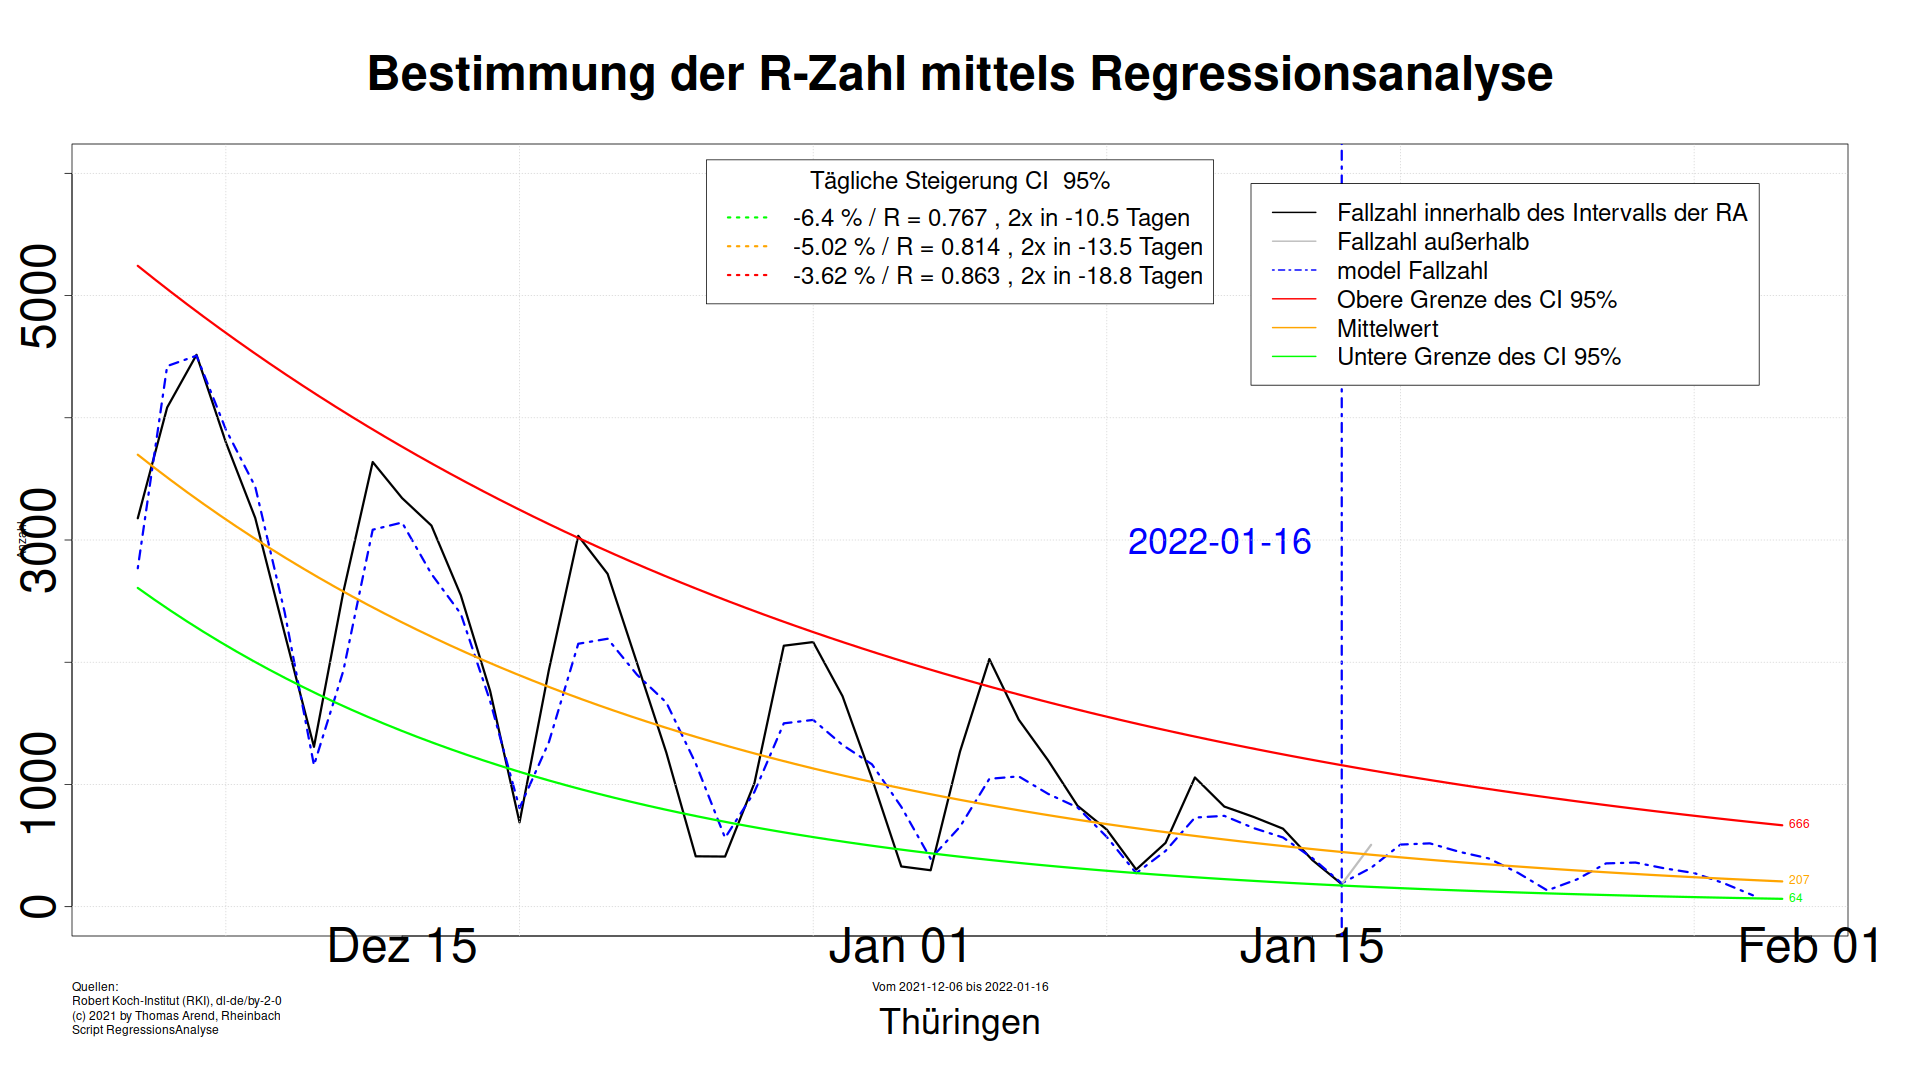 Bestimmung der R-Zahl mittels Regressionsanalyse
Tägliche Steigerung CI 95%
-6.4 % / R = 0.767 , 2x in -10.5 Tagen
-5.02 % / R = 0.814 , 2x in -13.5 Tagen
-3.62 % / R = 0.863 , 2x in -18.8 Tagen
Fallzahl innerhalb des Intervalls der RA
Fallzahl außerhalb
model Fallzahl
Obere Grenze des CI 95%
Mittelwert
Untere Grenze des CI 95%
5000
3000
1000
0
Anzahl
2022-01-16
666
207
64
Dez 15
Jan 01
Jan 15
Feb 01
Quellen:
Robert Koch-Institut (RKI), dl-de/by-2-0
(c) 2021 by Thomas Arend, Rheinbach
Script RegressionsAnalyse
Vom 2021-12-06 bis 2022-01-16
Thüringen